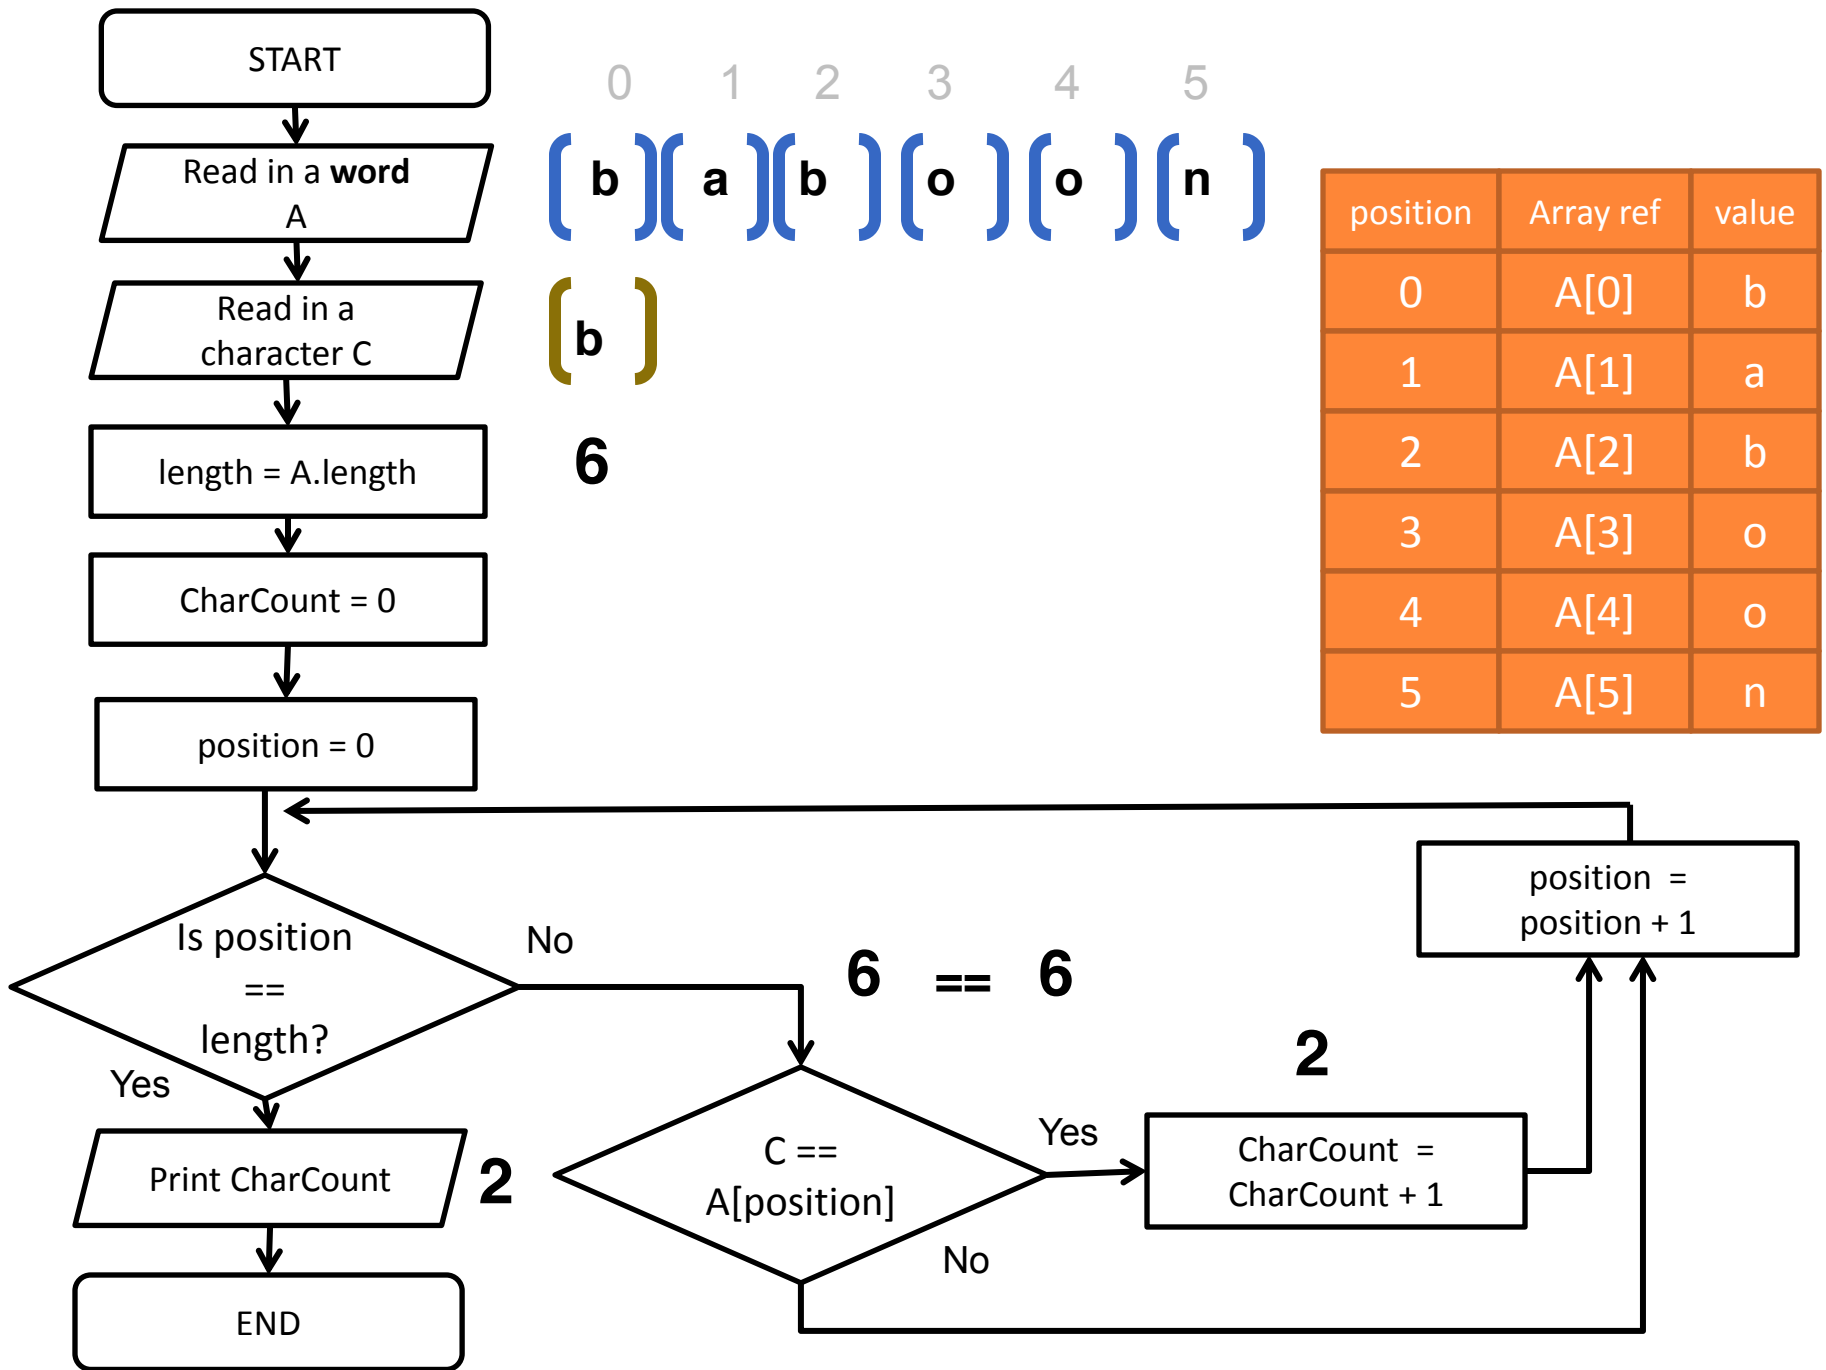 START
Read in a word
A
Read in a
character C
length = A.length
CharCount = 0
position = 0
0 1 2 3 4 5
b a b o o n
b
6
position Array ref value
0 A[0] b
1 A[1] a
2 A[2] b
3 A[3] o
4 A[4] o
5 A[5] n
Is position
==
length?
No
Yes
6 == 6
position =
position + 1
2
C ==
A[position]
Yes
No
CharCount =
CharCount + 1
Print CharCount
2
END